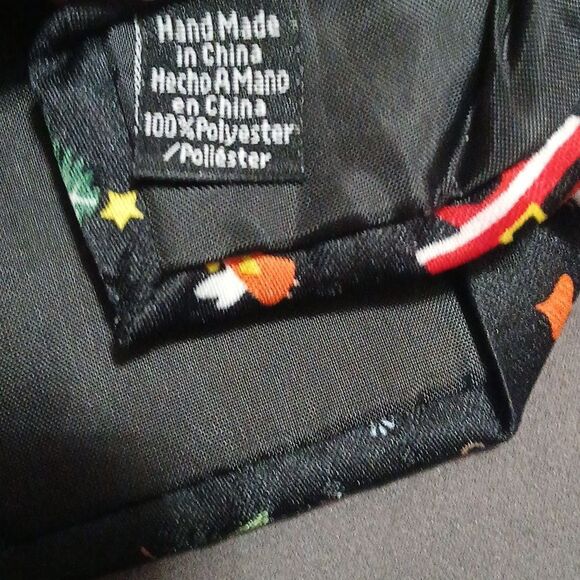 Hand Made
in China
Hecho A Mano
en China
100%Polyester
/Poliéster